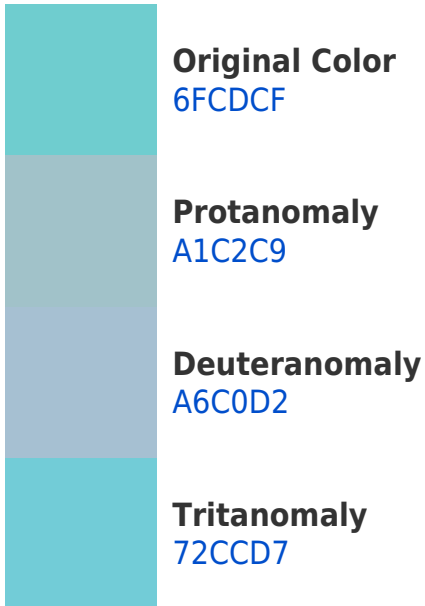 Original Color
6FCDCF
Protanomaly
A1C2C9
Deuteranomaly
A6C0D2
Tritanomaly
72CCD7